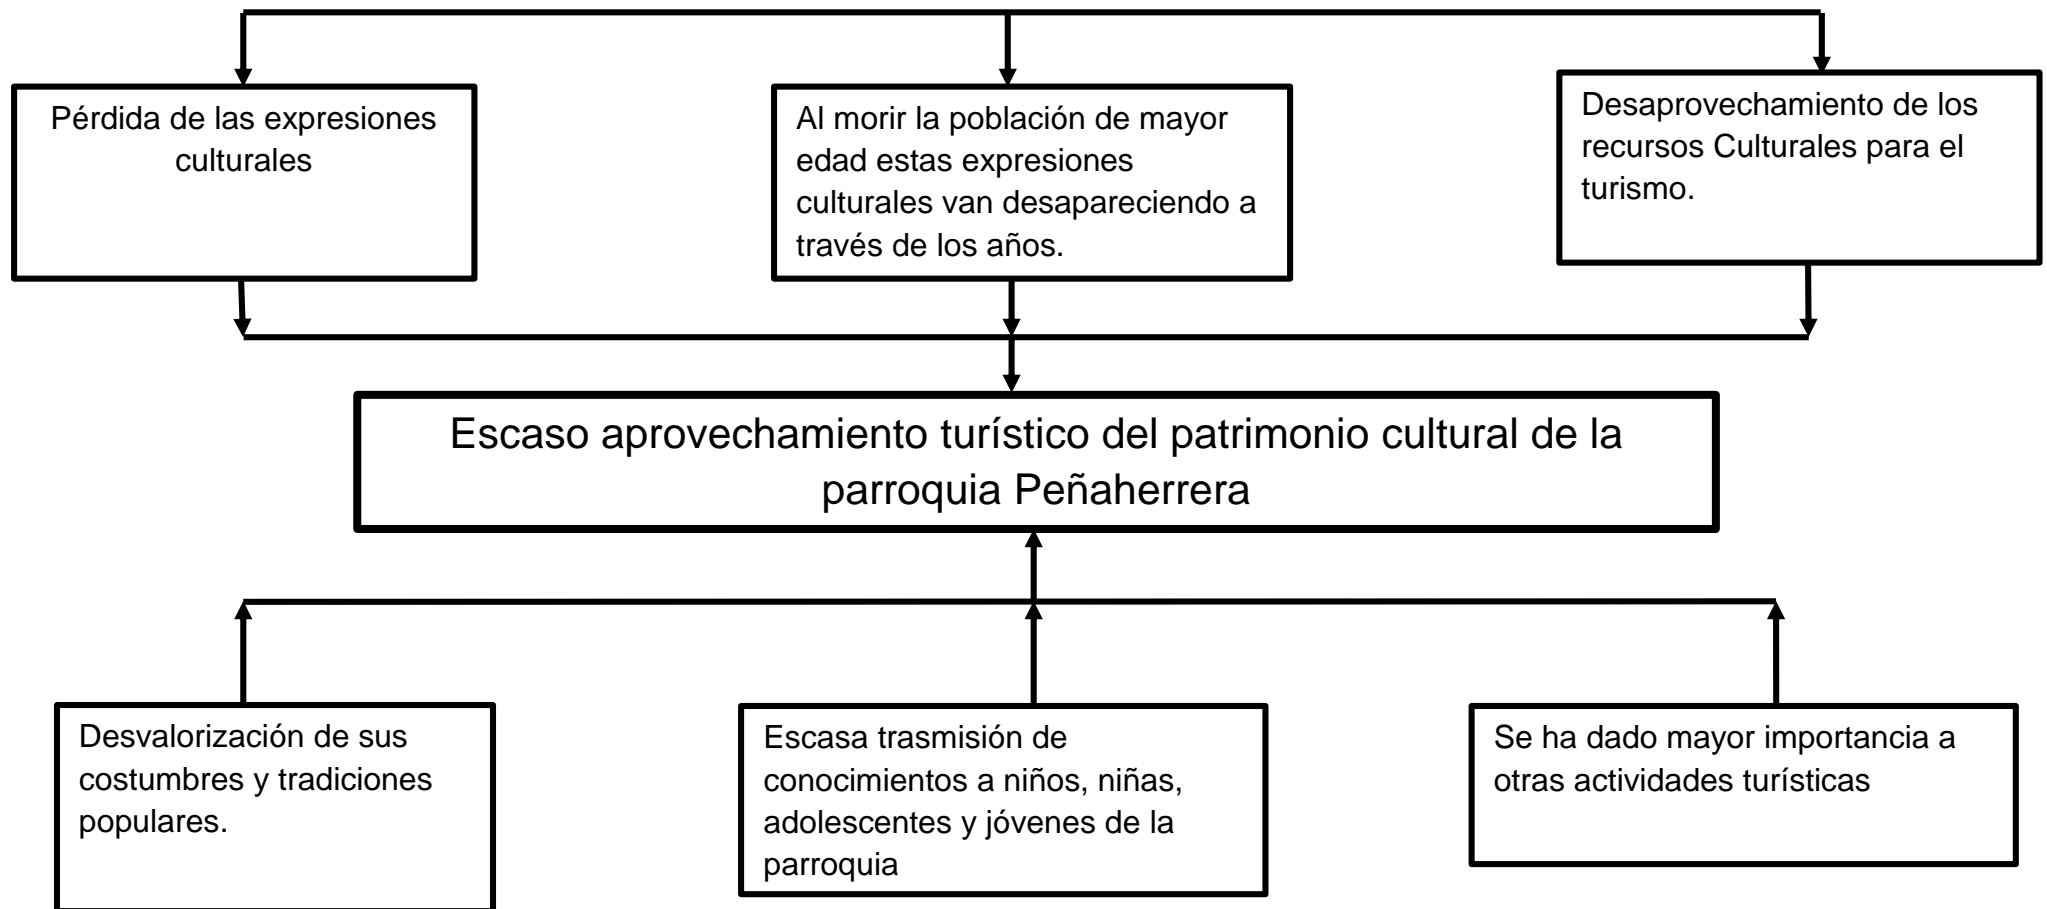 Pérdida de las expresiones
culturales
Al morir la población de mayor
edad estas expresiones
culturales van desapareciendo a
través de los años.
Desaprovechamiento de los
recursos Culturales para el
turismo.
Escaso aprovechamiento turístico del patrimonio cultural de la
parroquia Peñaherrera
Desvalorización de sus
costumbres y tradiciones
populares.
Escasa trasmisión de
conocimientos a niños, niñas,
adolescentes y jóvenes de la
parroquia
Se ha dado mayor importancia a
otras actividades turísticas